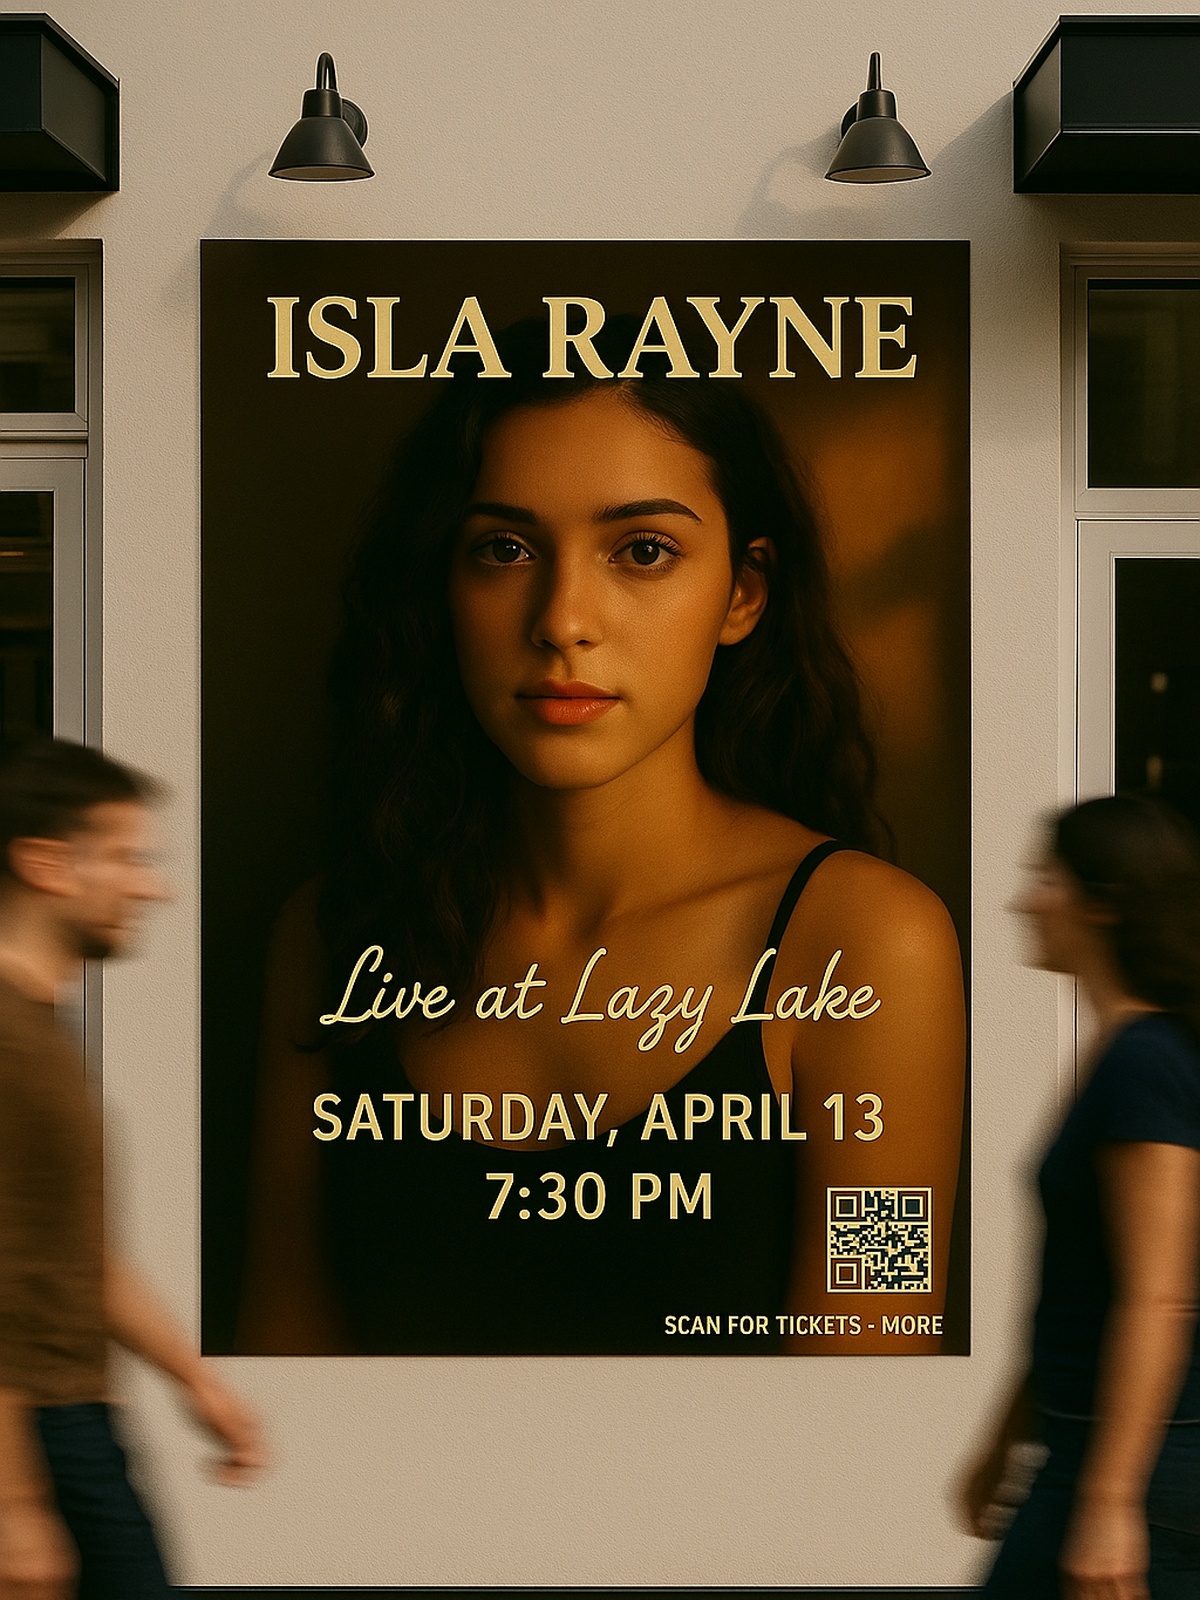 ISLA RAYNE
Live at Lazy Lake
SATURDAY, APRIL 13
7:30 PM
SCAN FOR TICKETS - MORE